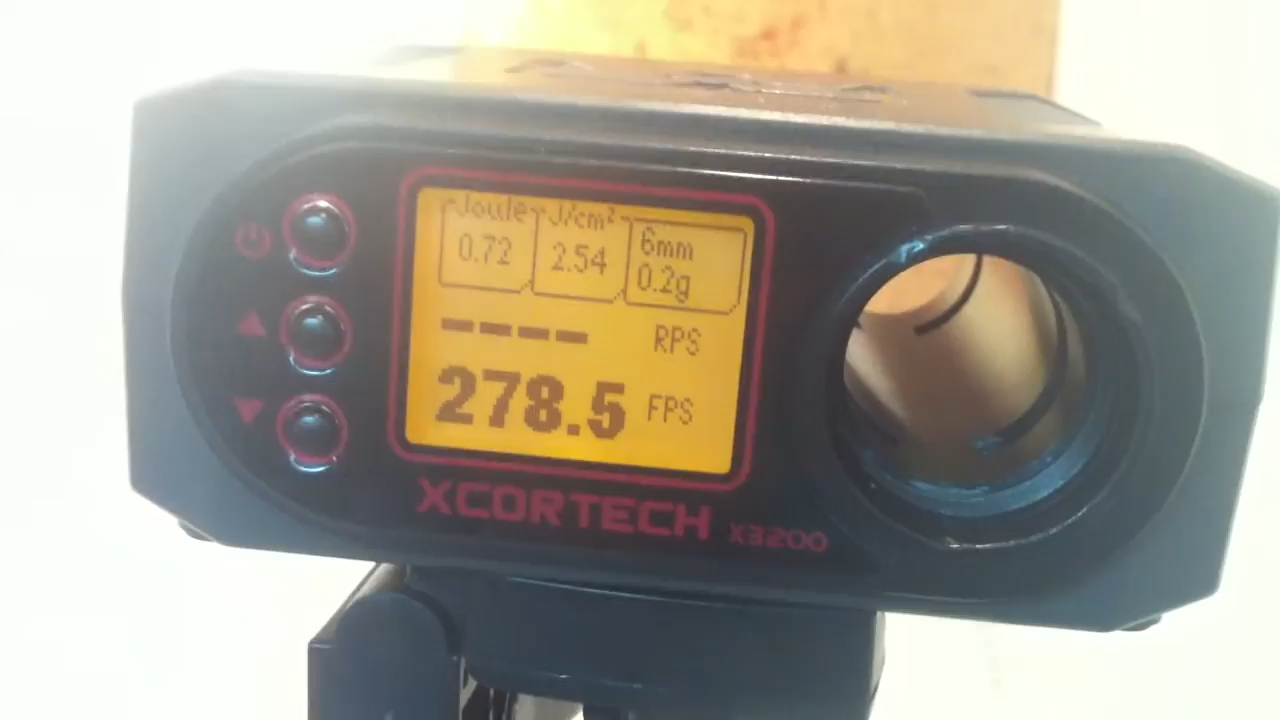 Joule J/cm²
0.72 2.54 6mm
0.2g
---- RPS
278.5 FPS
XCORTECH X3200